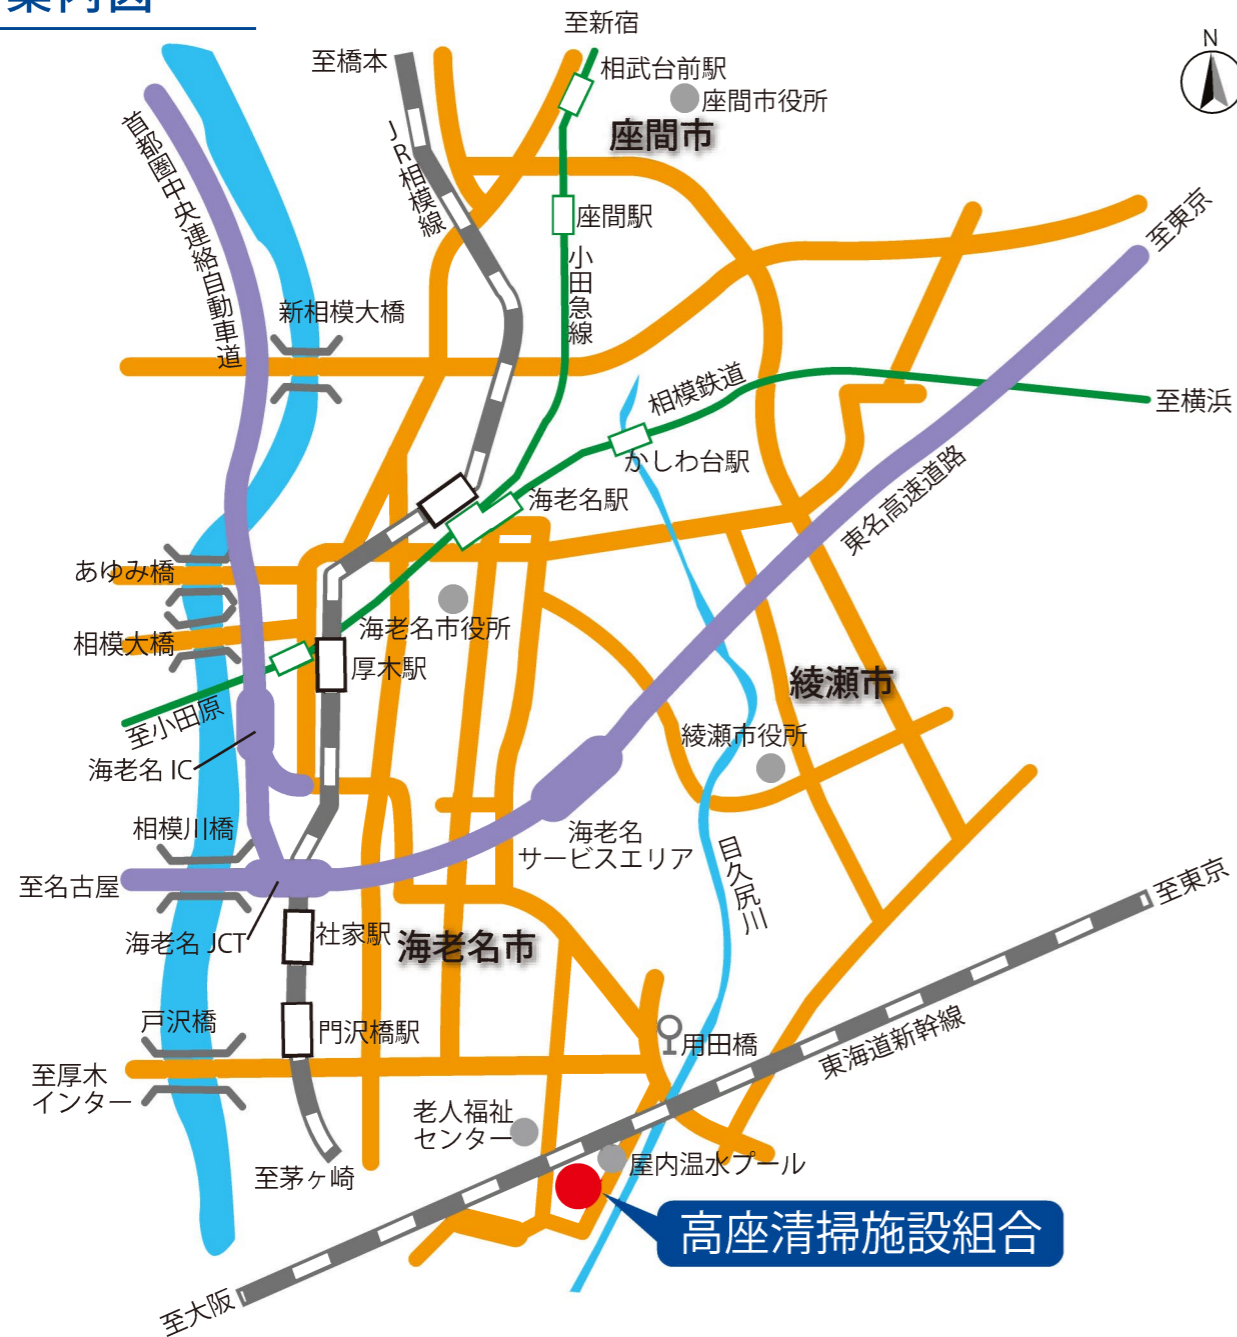 案内図
至新宿
N
至橋本
相武台前駅
座間市役所
座間市
首都圏中央連絡自動車道
JR相模線
座間駅
至東京
小田急線
新相模大橋
相模鉄道
至横浜
かしわ台駅
東名高速道路
海老名駅
あゆみ橋
海老名市役所
相模大橋
厚木駅
綾瀬市
至小田原
綾瀬市役所
海老名 IC
相模川橋
海老名
サービスエリア
目久尻川
至名古屋
至東京
海老名 JCT
社家駅
海老名市
戸沢橋
門沢橋駅
用田橋
東海道新幹線
至厚木
インター
老人福祉
センター
至茅ヶ崎
屋内温水プール
高座清掃施設組合
至大阪